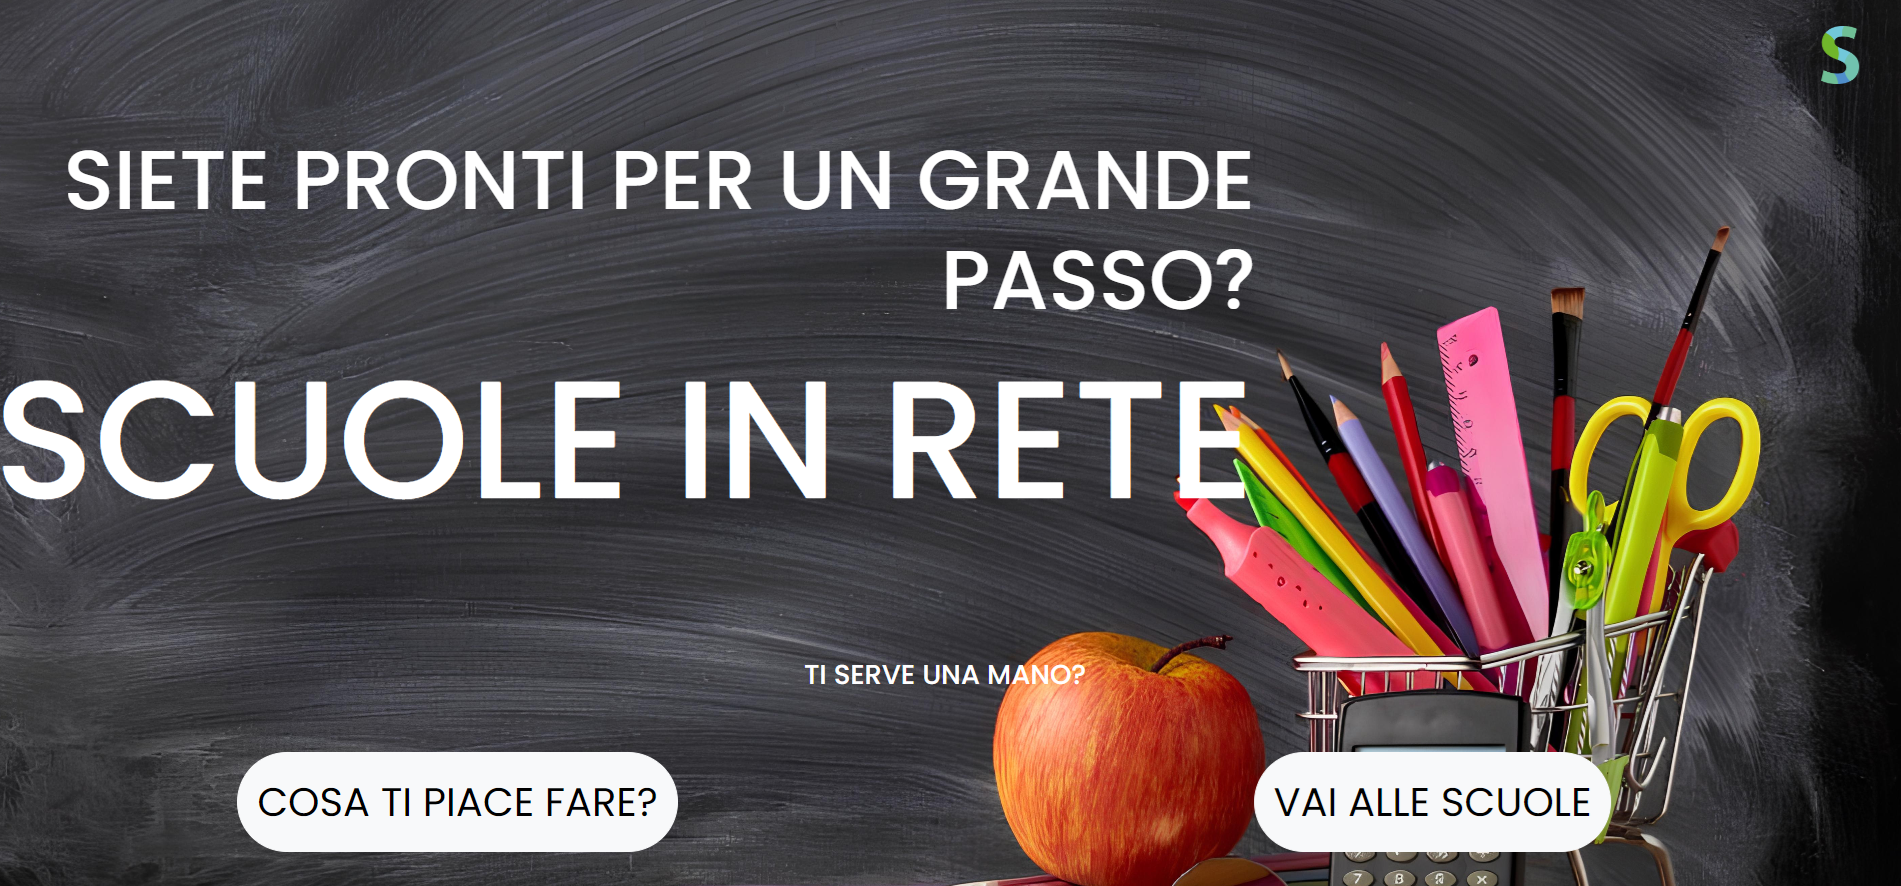 S
SIETE PRONTI PER UN GRANDE
PASSO?
SCUOLE IN RETE
TI SERVE UNA MANO?
COSA TI PIACE FARE?
VAI ALLE SCUOLE